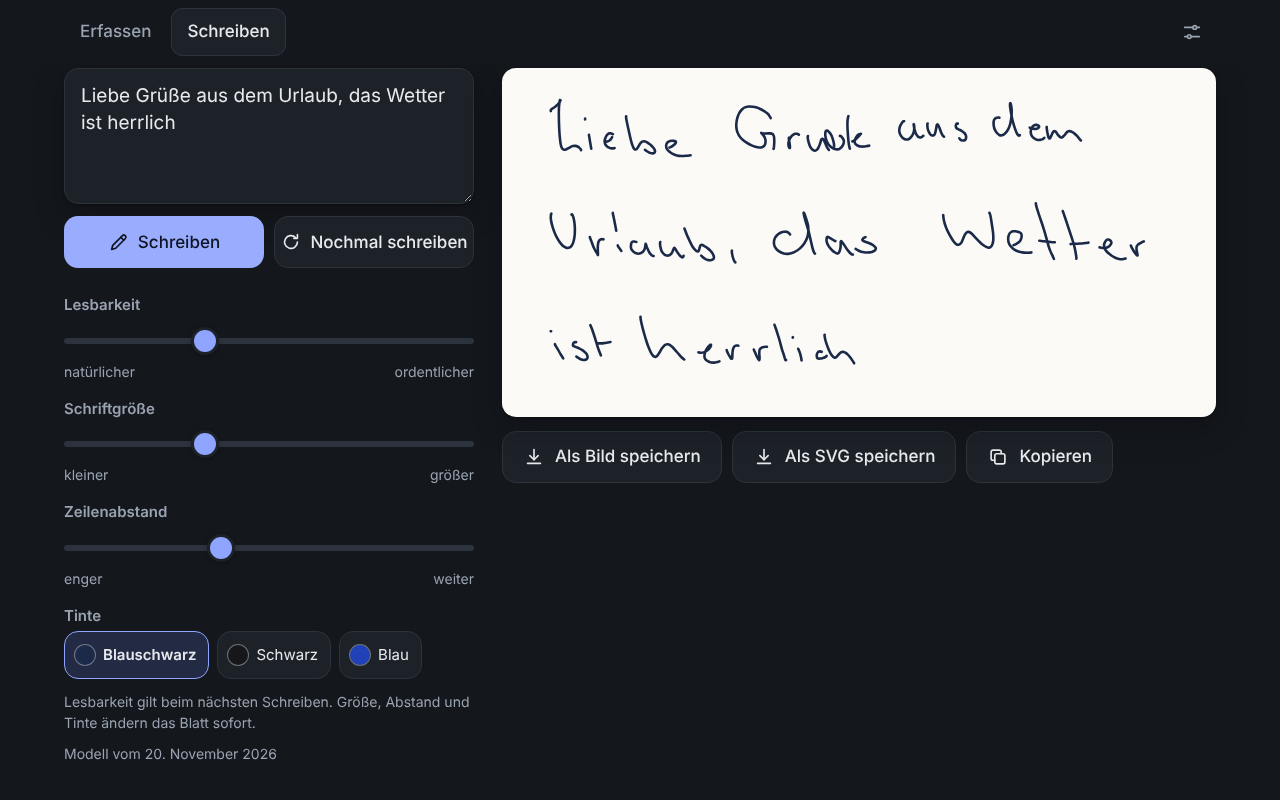 Erfassen
Schreiben
Liebe Grüße aus dem Urlaub, das Wetter
ist herrlich
Schreiben
Nochmal schreiben
Lesbarkeit
natürlicher
ordentlicher
Schriftgröße
kleiner
größer
Zeilenabstand
enger
weiter
Tinte
Blauschwarz
Schwarz
Blau
Lesbarkeit gilt beim nächsten Schreiben. Größe, Abstand und
Tinte ändern das Blatt sofort.
Modell vom 20. November 2026
Liebe aus dem
Urlaub, das Wetter
ist herrlich
Als Bild speichern
Als SVG speichern
Kopieren